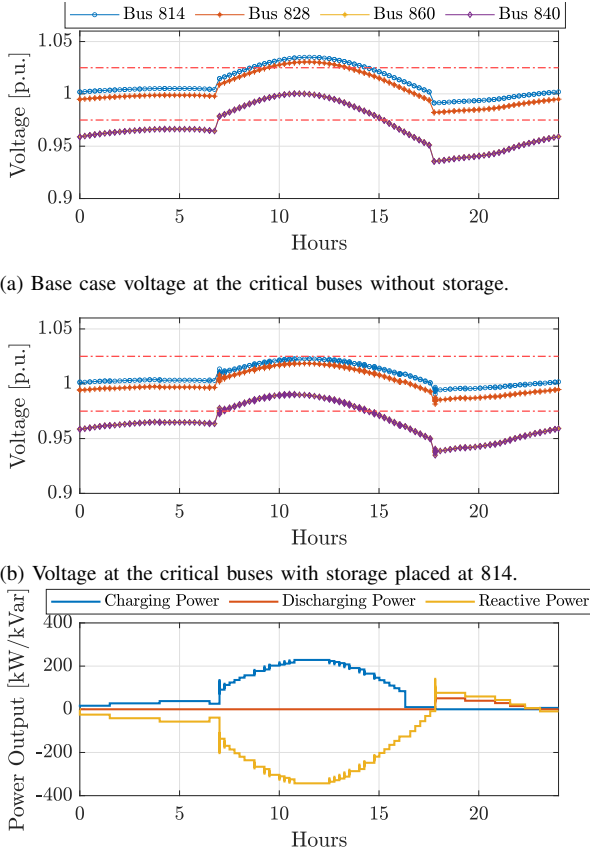 Bus 814 Bus 828 Bus 860 Bus 840
1.05
1
0.95
0.9
Voltage [p.u.]
0 5 10 15 20
Hours
(a) Base case voltage at the critical buses without storage.
1.05
1
0.95
0.9
Voltage [p.u.]
0 5 10 15 20
Hours
(b) Voltage at the critical buses with storage placed at 814.
Charging Power Discharging Power Reactive Power
400
200
0
-200
-400
Power Output [kW/kVar]
0 5 10 15 20
Hours